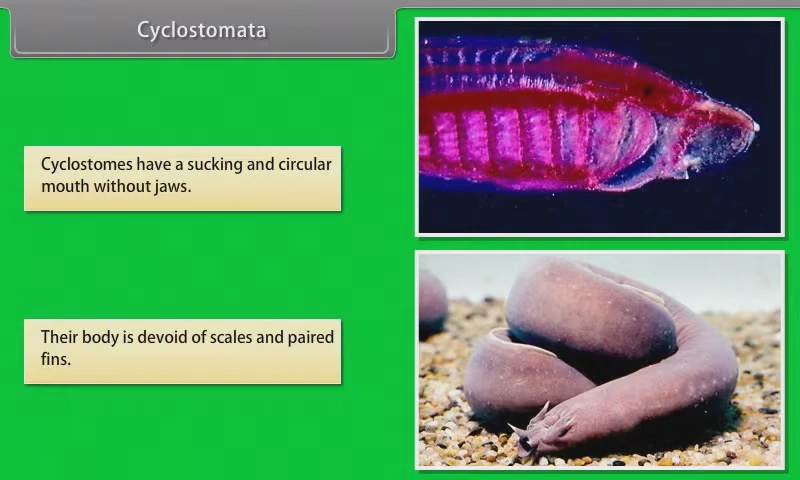 Cyclostomata
Cyclostomes have a sucking and circular
mouth without jaws.
Their body is devoid of scales and paired
fins.